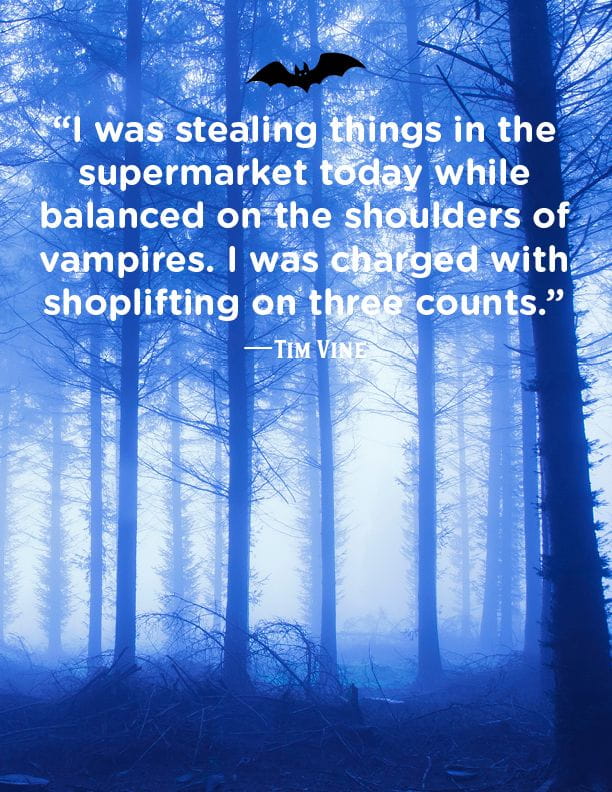 “I was stealing things in the
supermarket today while
balanced on the shoulders of
vampires. I was charged with
shoplifting on three counts.”
—Tim Vine